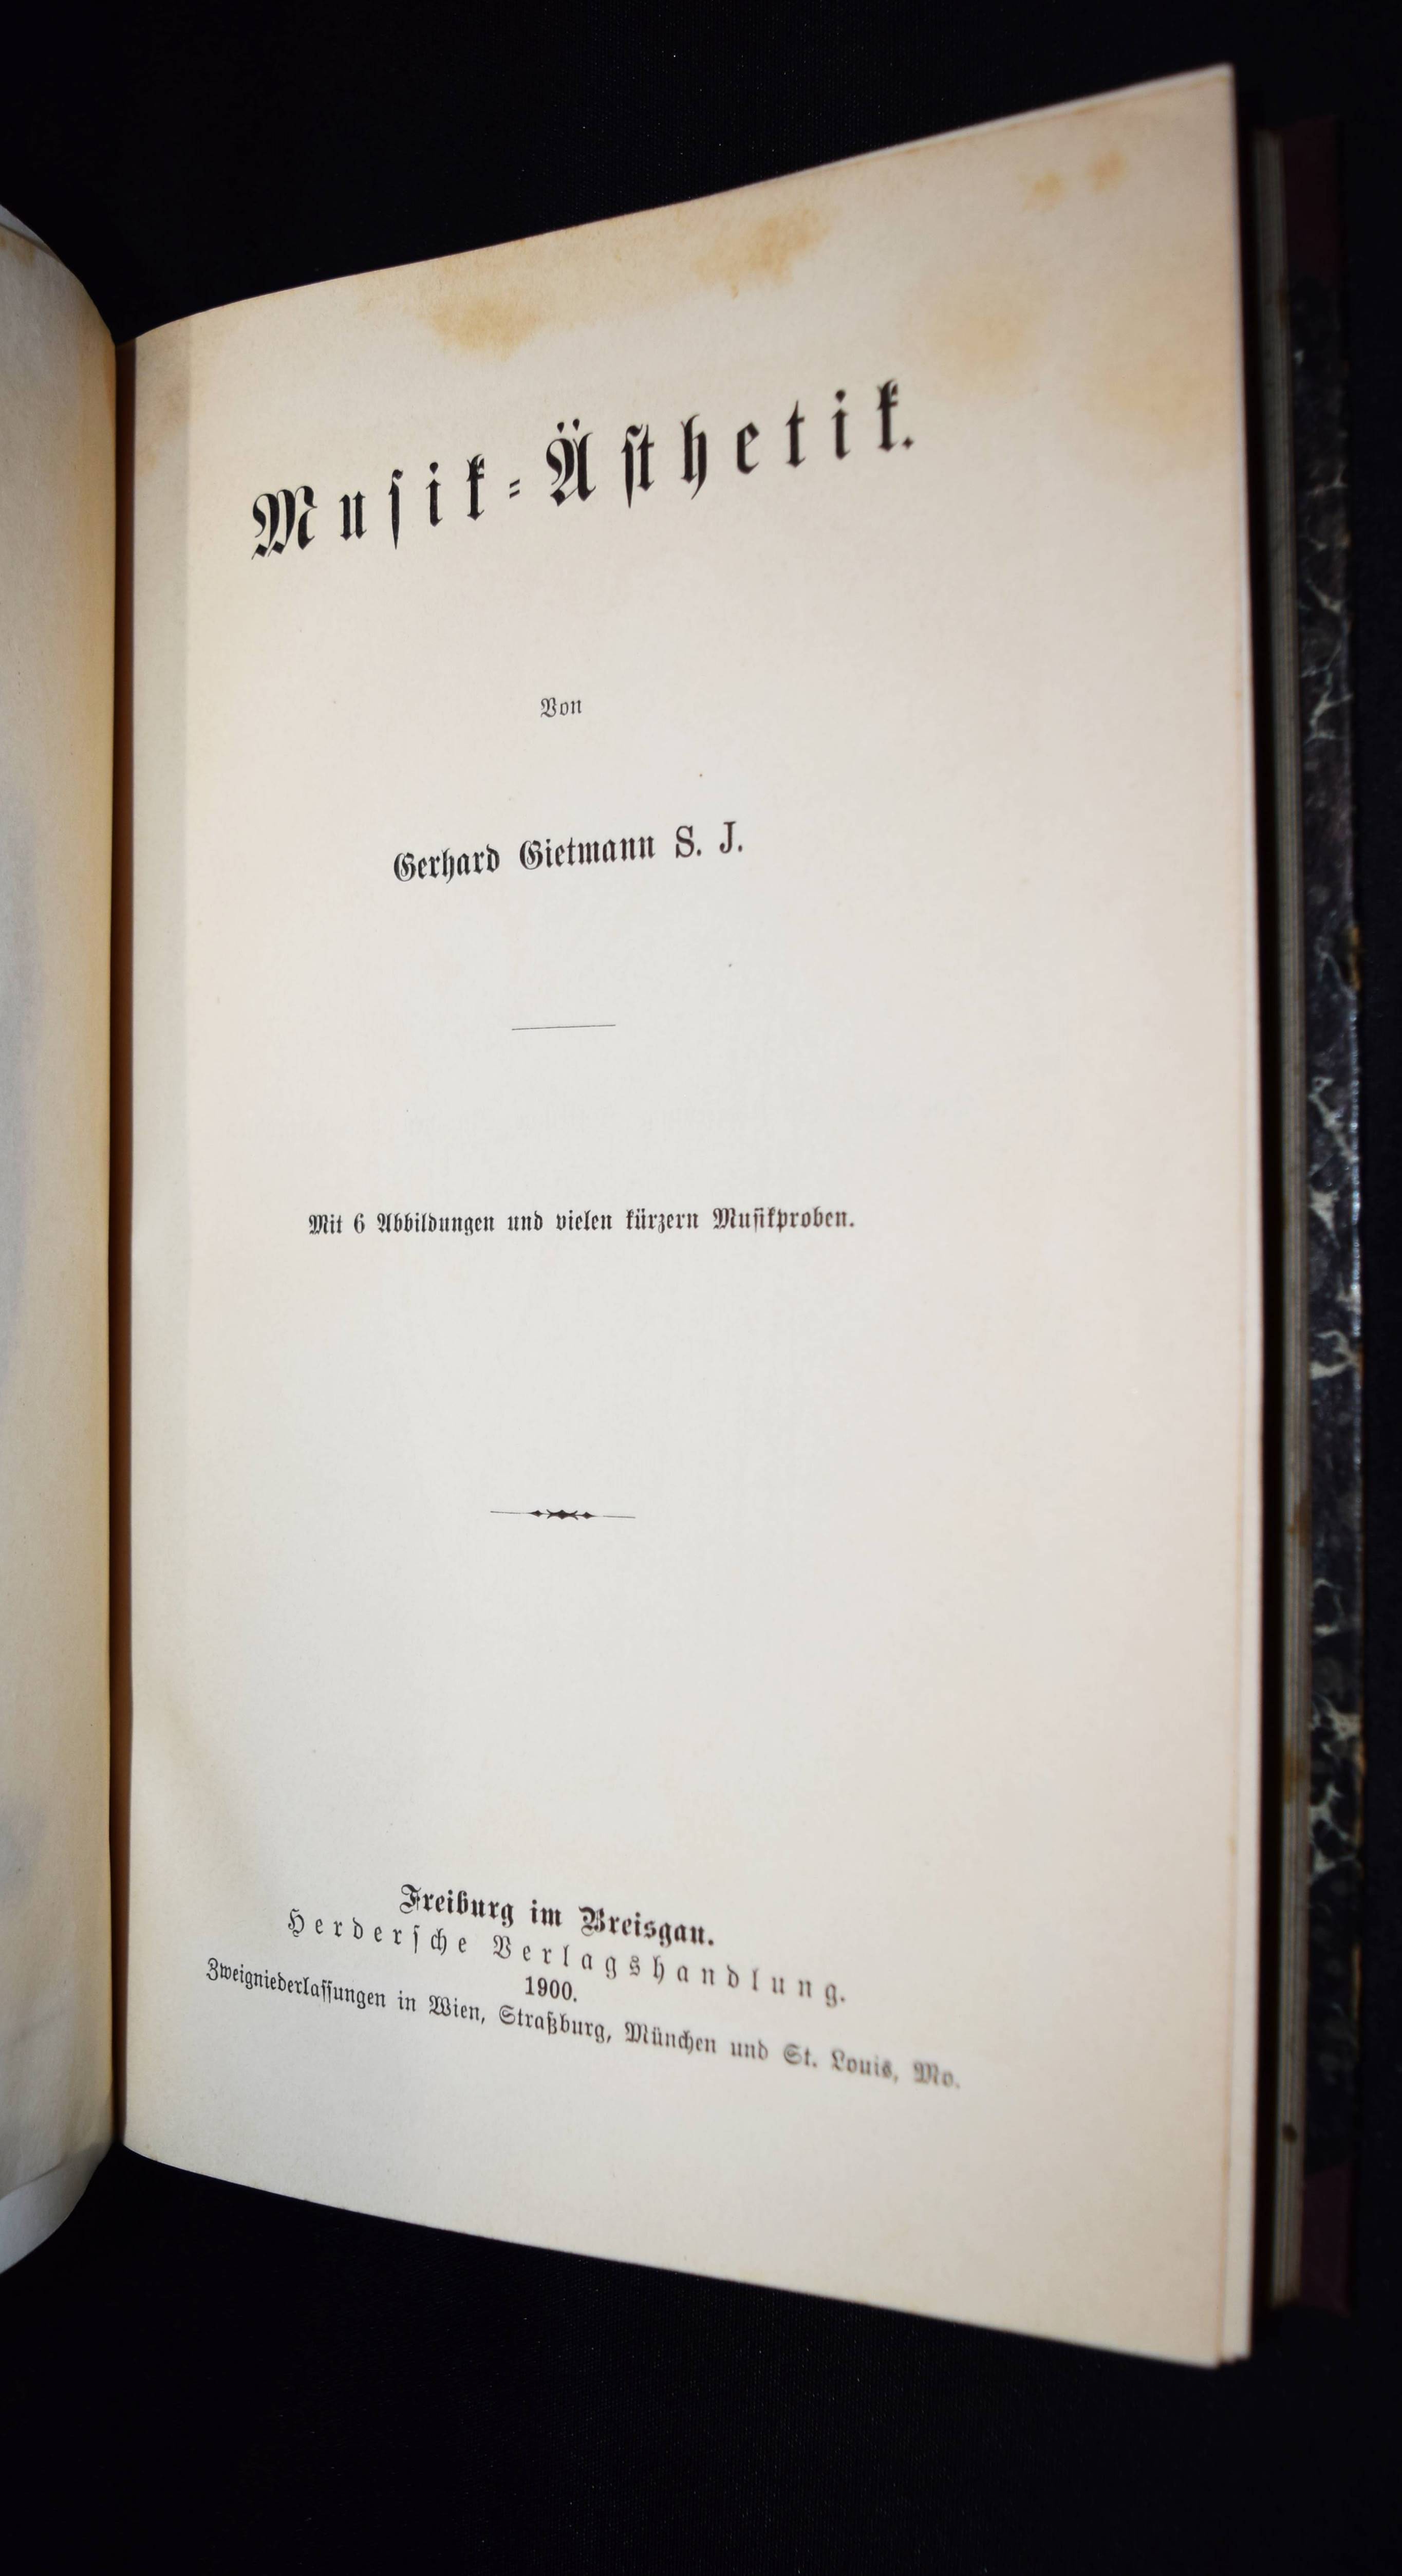 Musik-Ästhetik.
Von
Gerhard Gietmann S. J.
Mit 6 Abbildungen und vielen kürzern Musikproben.
Freiburg im Breisgau.
Herdersche Verlagshandlung.
1900.
Zweigniederlassungen in Wien, Straßburg, München und St. Louis, Mo.